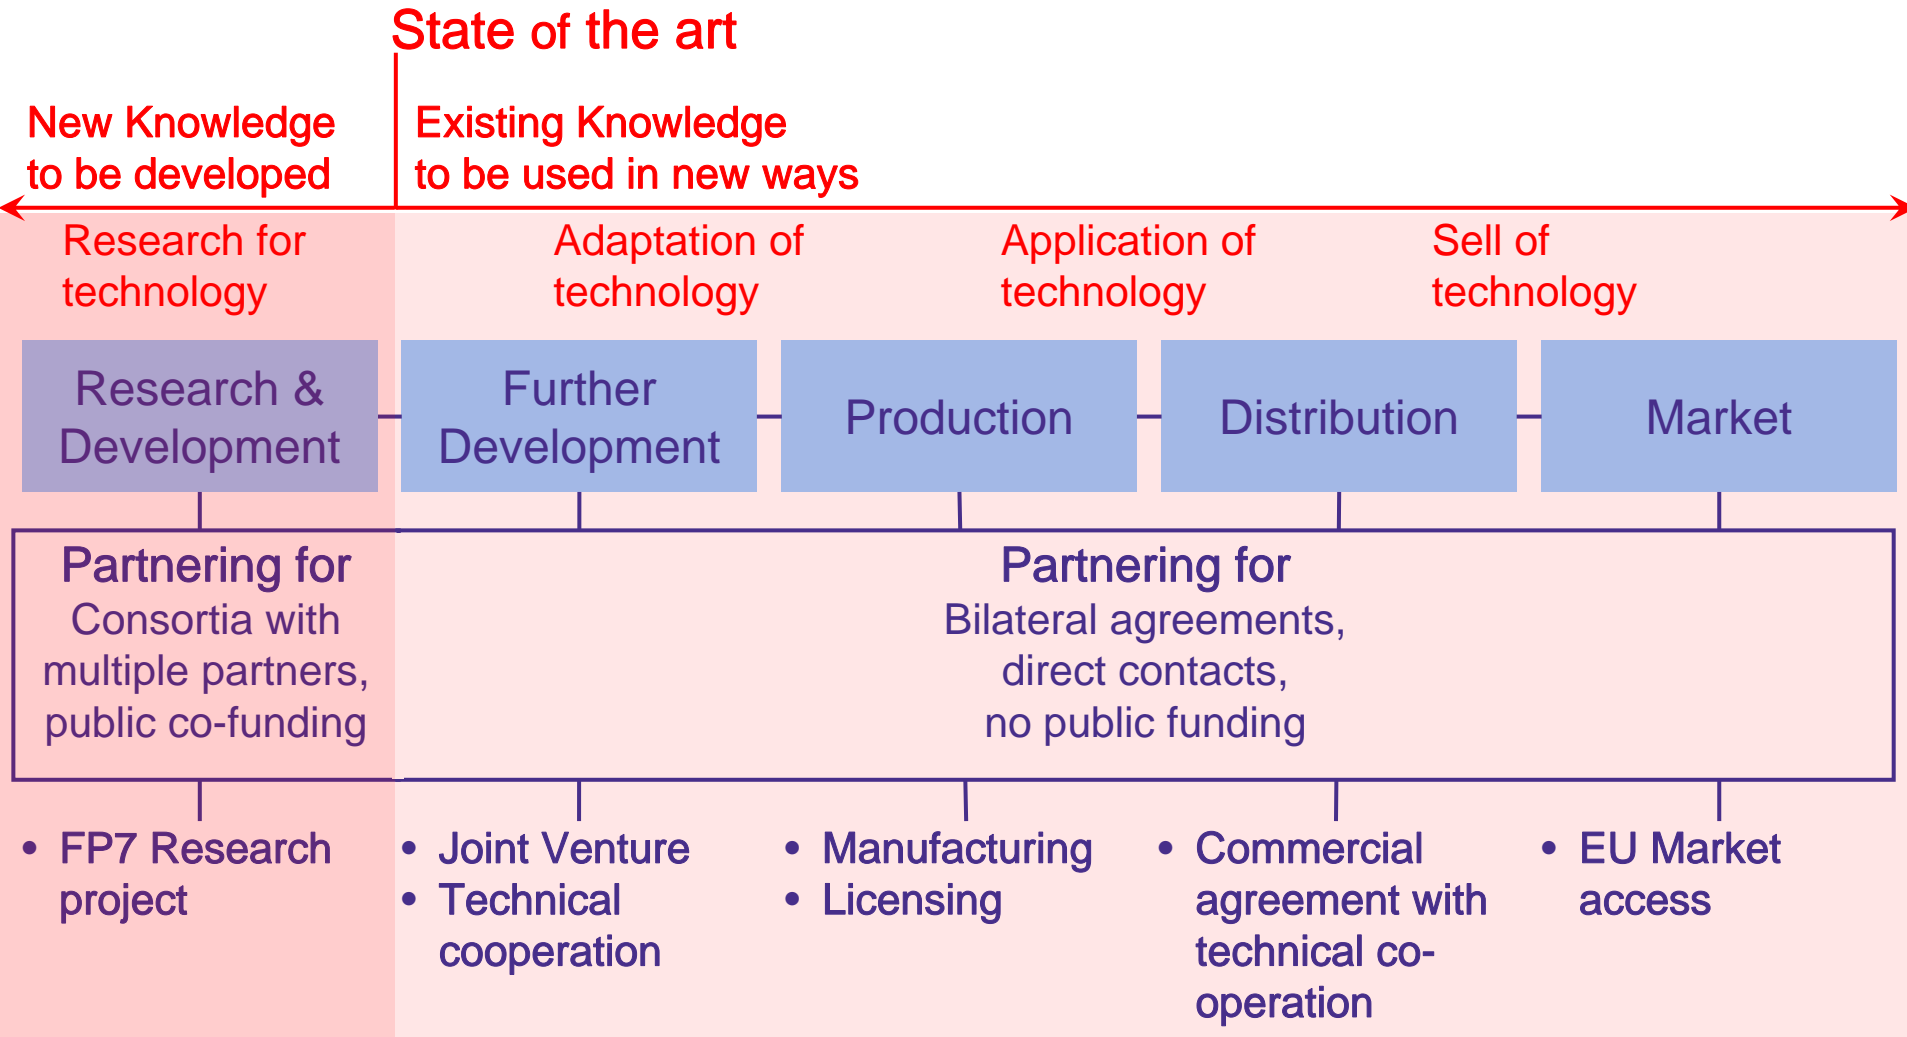 State of the art
New Knowledge
to be developed
Existing Knowledge
to be used in new ways
Research for
technology
Adaptation of
technology
Application of
technology
Sell of
technology
Research &
Development
Further
Development
Production
Distribution
Market
Partnering for
Consortia with
multiple partners,
public co-funding
Partnering for
Bilateral agreements,
direct contacts,
no public funding
• FP7 Research
project
• Joint Venture
• Technical
cooperation
• Manufacturing
• Licensing
• Commercial
agreement with
technical co-
operation
• EU Market
access